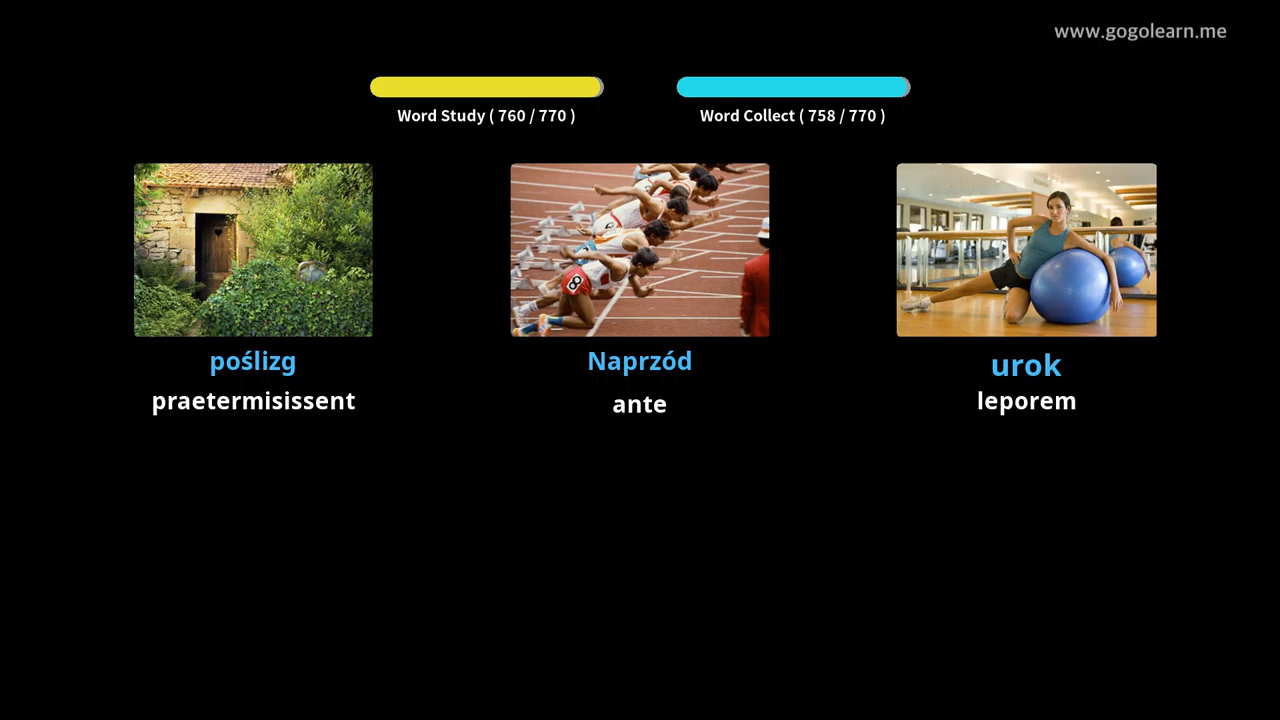 www.gogolearn.me
Word Study ( 760 / 770 )
Word Collect ( 758 / 770 )
poślizg
praetermisissent
Naprzód
ante
urok
leporem